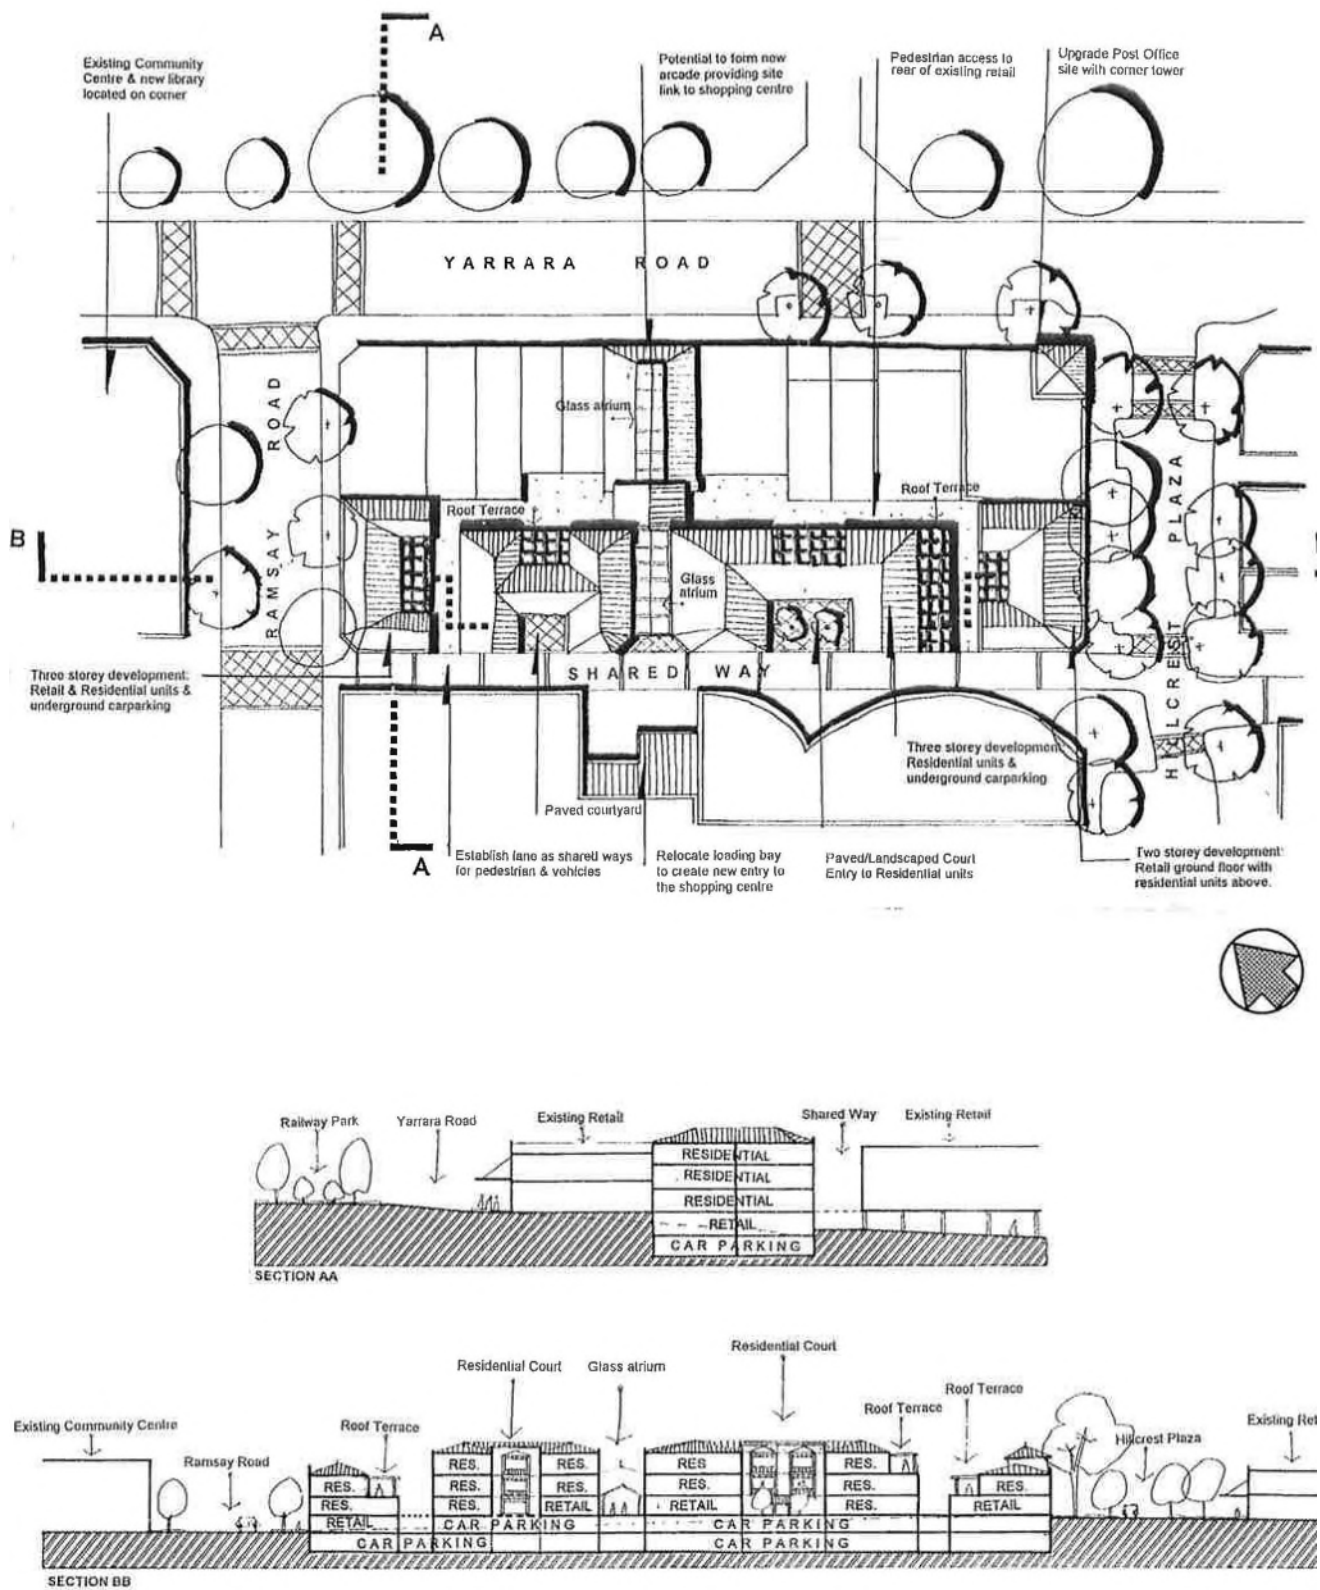 A
Existing Community
Centre & new library
located on corner
Potential to form new
arcade providing site
link to shopping centre
Pedestrian access to
rear of existing retail
Upgrade Post Office
site with corner tower
YARRARA ROAD
RAMSAY ROAD
HILLCREST PLAZA
Glass atrium
Roof Terrace
Roof Terrace
B
Glass
atrium
SHARED WAY
Three storey development:
Retail & Residential units &
underground carparking
Three storey development:
Residential units &
underground carparking
Paved courtyard
A
Establish lane as shared ways
for pedestrian & vehicles
Relocate loading bay
to create new entry to
the shopping centre
Paved/Landscaped Court
Entry to Residential units
Two storey development:
Retail ground floor with
residential units above.
Railway Park
Yarrara Road
Existing Retail
Shared Way
Existing Retail
RESIDENTIAL
RESIDENTIAL
RESIDENTIAL
RETAIL
CAR PARKING
SECTION AA
Existing Community Centre
Ramsay Road
Roof Terrace
Residential Court
Glass atrium
Residential Court
Roof Terrace
Roof Terrace
Hillcrest Plaza
Existing Ret
RES. RES. RES RES.
RES. RES. RES. RES. RES. RES.
RES. RES. RETAIL RETAIL RES. RETAIL
RETAIL CAR PARKING CAR PARKING
CAR PARKING CAR PARKING
SECTION BB